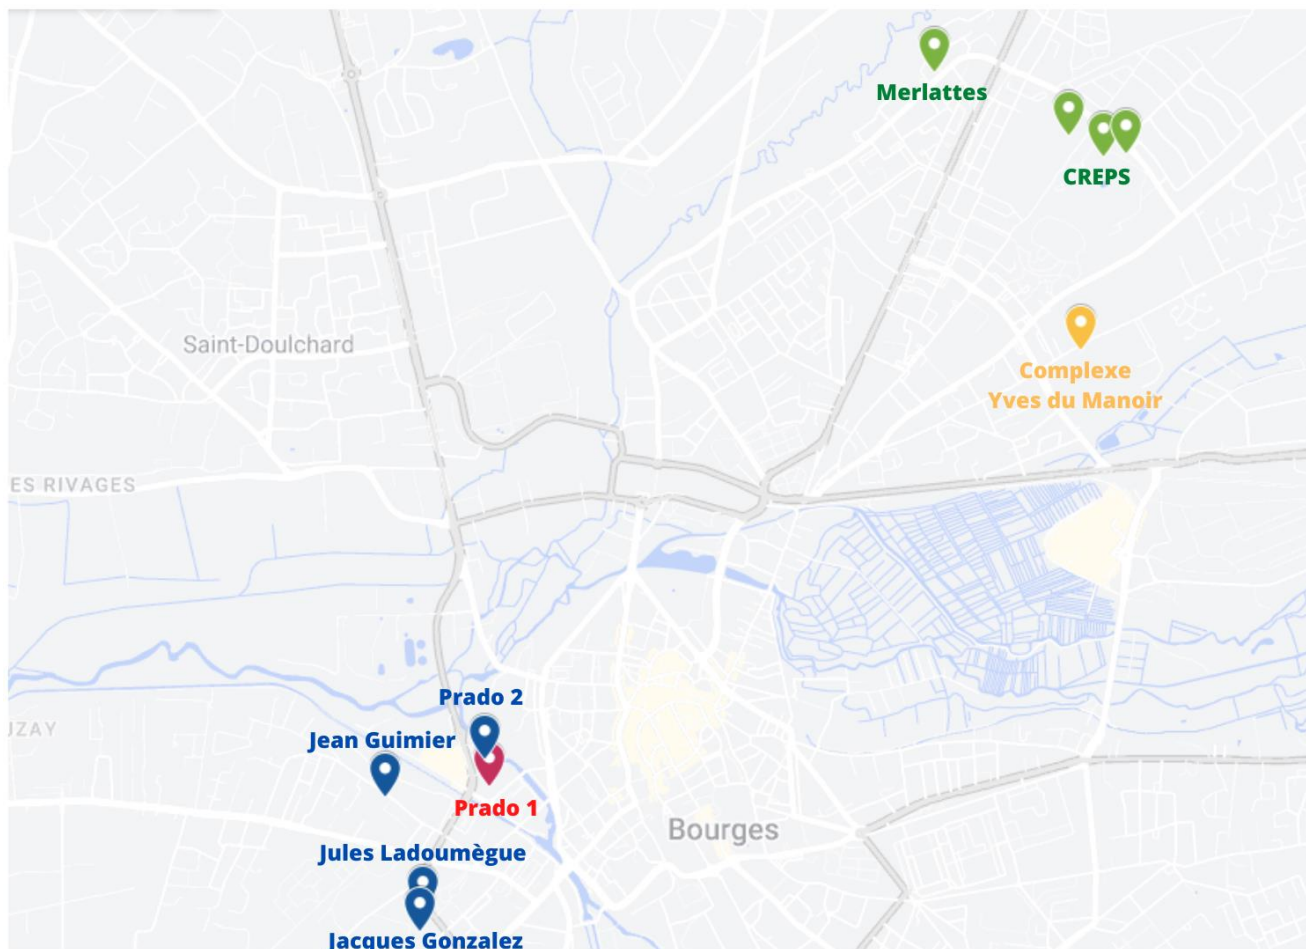 Merlattes
CREPS
Saint-Doulchard
Complexe
Yves du Manoir
ES RIVAGES
Prado 2
UZAY
Jean Guimier
Prado 1
Bourges
Jules Ladoumègue
Jacques Gonzalez